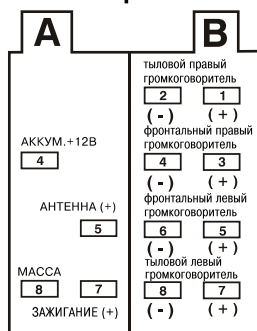 A
B
тыловой правый
громкоговоритель
2 1
(-) (+)
фронтальный правый
громкоговоритель
АККУМ.+12В
4
4 3
(-) (+)
фронтальный левый
громкоговоритель
АНТЕННА (+)
5
6 5
(-) (+)
тыловой левый
громкоговоритель
МАССА
8 7
ЗАЖИГАНИЕ (+)
8 7
(-) (+)